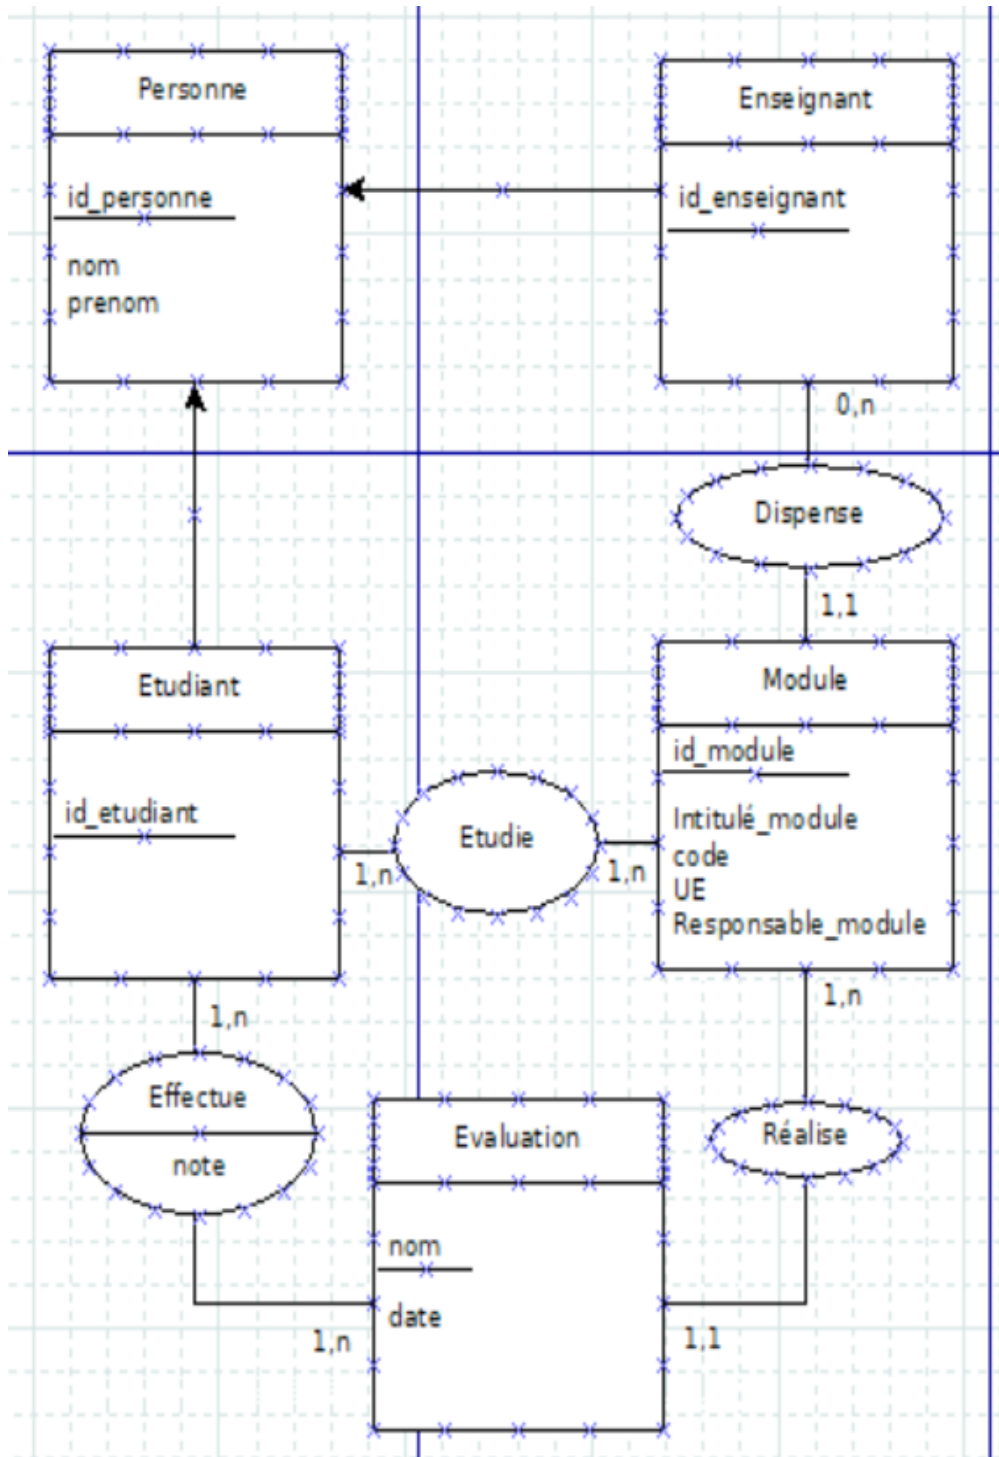 Personne
id_personne
nom
prenom
Enseignant
id_enseignant
0,n
Dispense
1,1
Etudiant
id_etudiant
1,n
Etudie
1,n
Module
id_module
Intitulé_module
code
UE
Responsable_module
1,n
1,n
Effectue
note
1,n
Evaluation
nom
date
1,1
Réalise